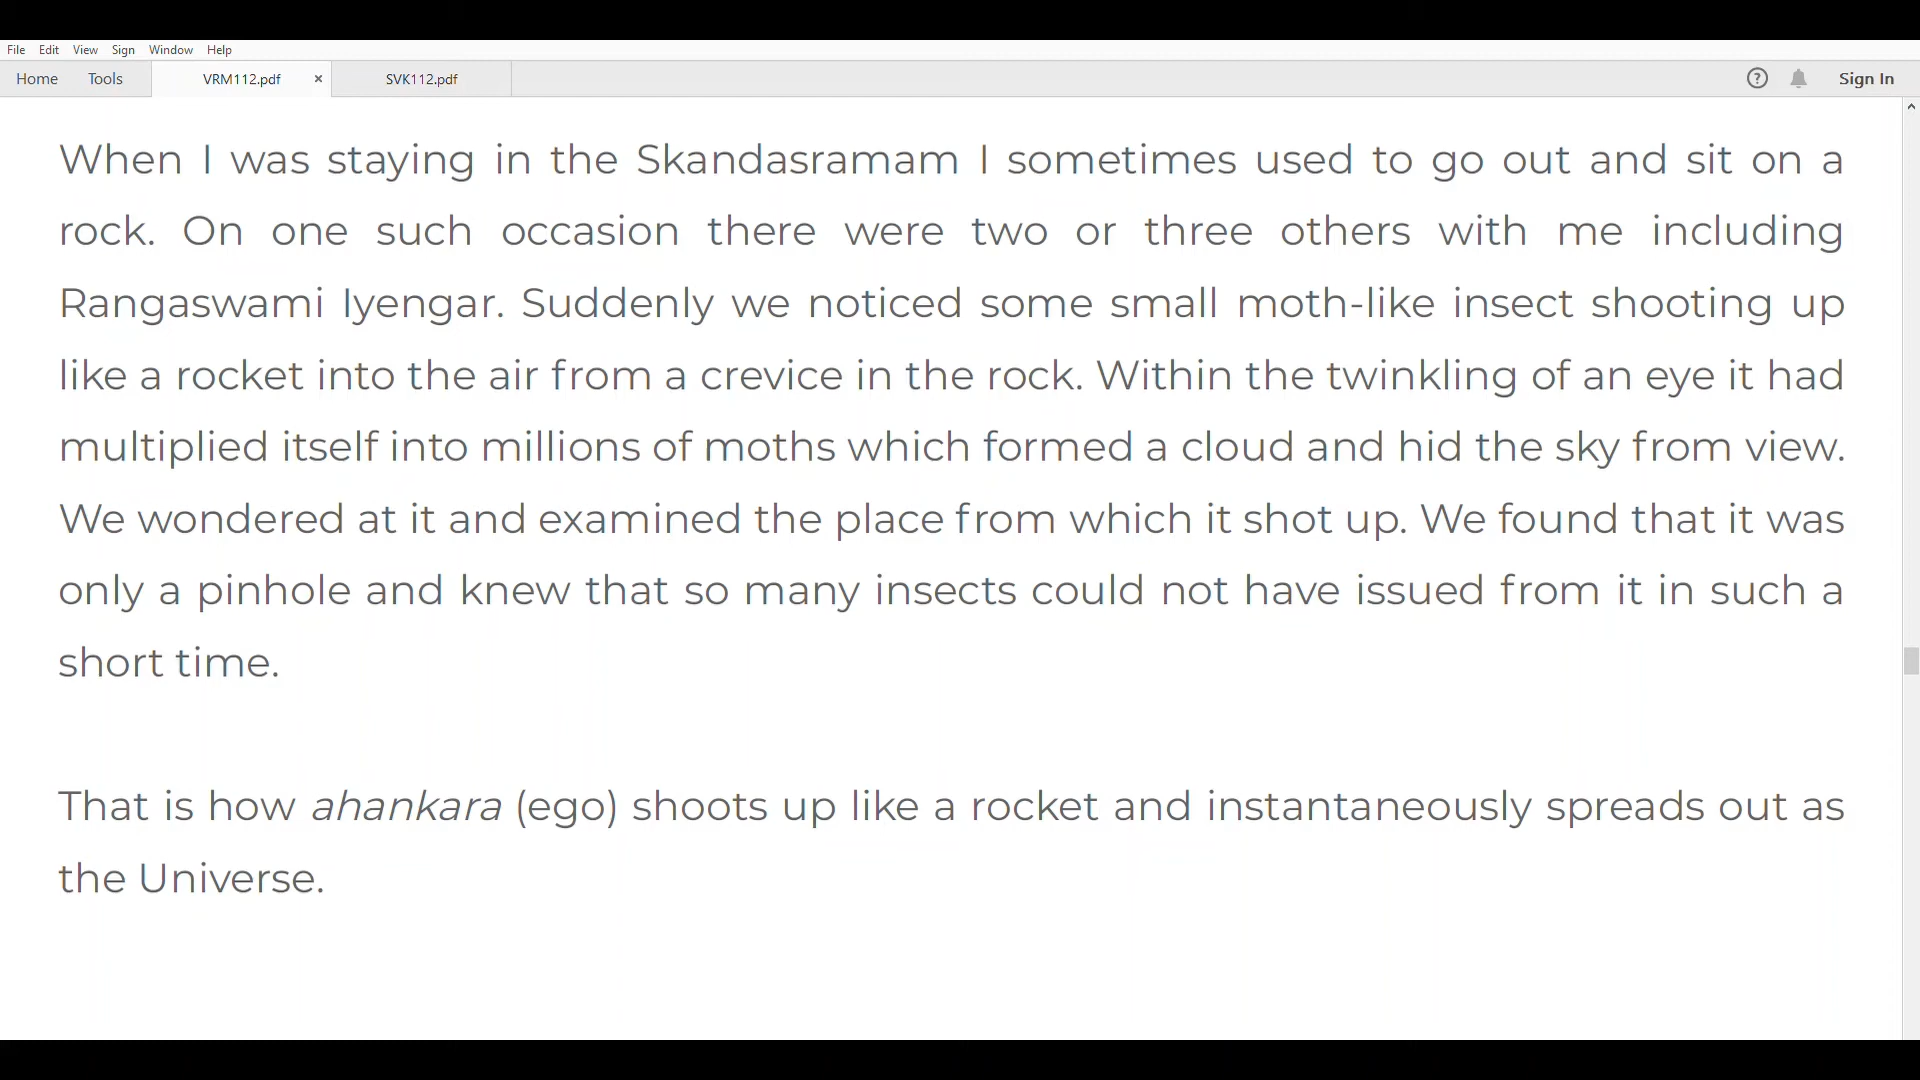 File Edit View Sign Window Help
Home Tools VRM112.pdf × SVK112.pdf ? Sign In
When I was staying in the Skandasramam I sometimes used to go out and sit on a
rock. On one such occasion there were two or three others with me including
Rangaswami Iyengar. Suddenly we noticed some small moth-like insect shooting up
like a rocket into the air from a crevice in the rock. Within the twinkling of an eye it had
multiplied itself into millions of moths which formed a cloud and hid the sky from view.
We wondered at it and examined the place from which it shot up. We found that it was
only a pinhole and knew that so many insects could not have issued from it in such a
short time.
That is how ahankara (ego) shoots up like a rocket and instantaneously spreads out as
the Universe.